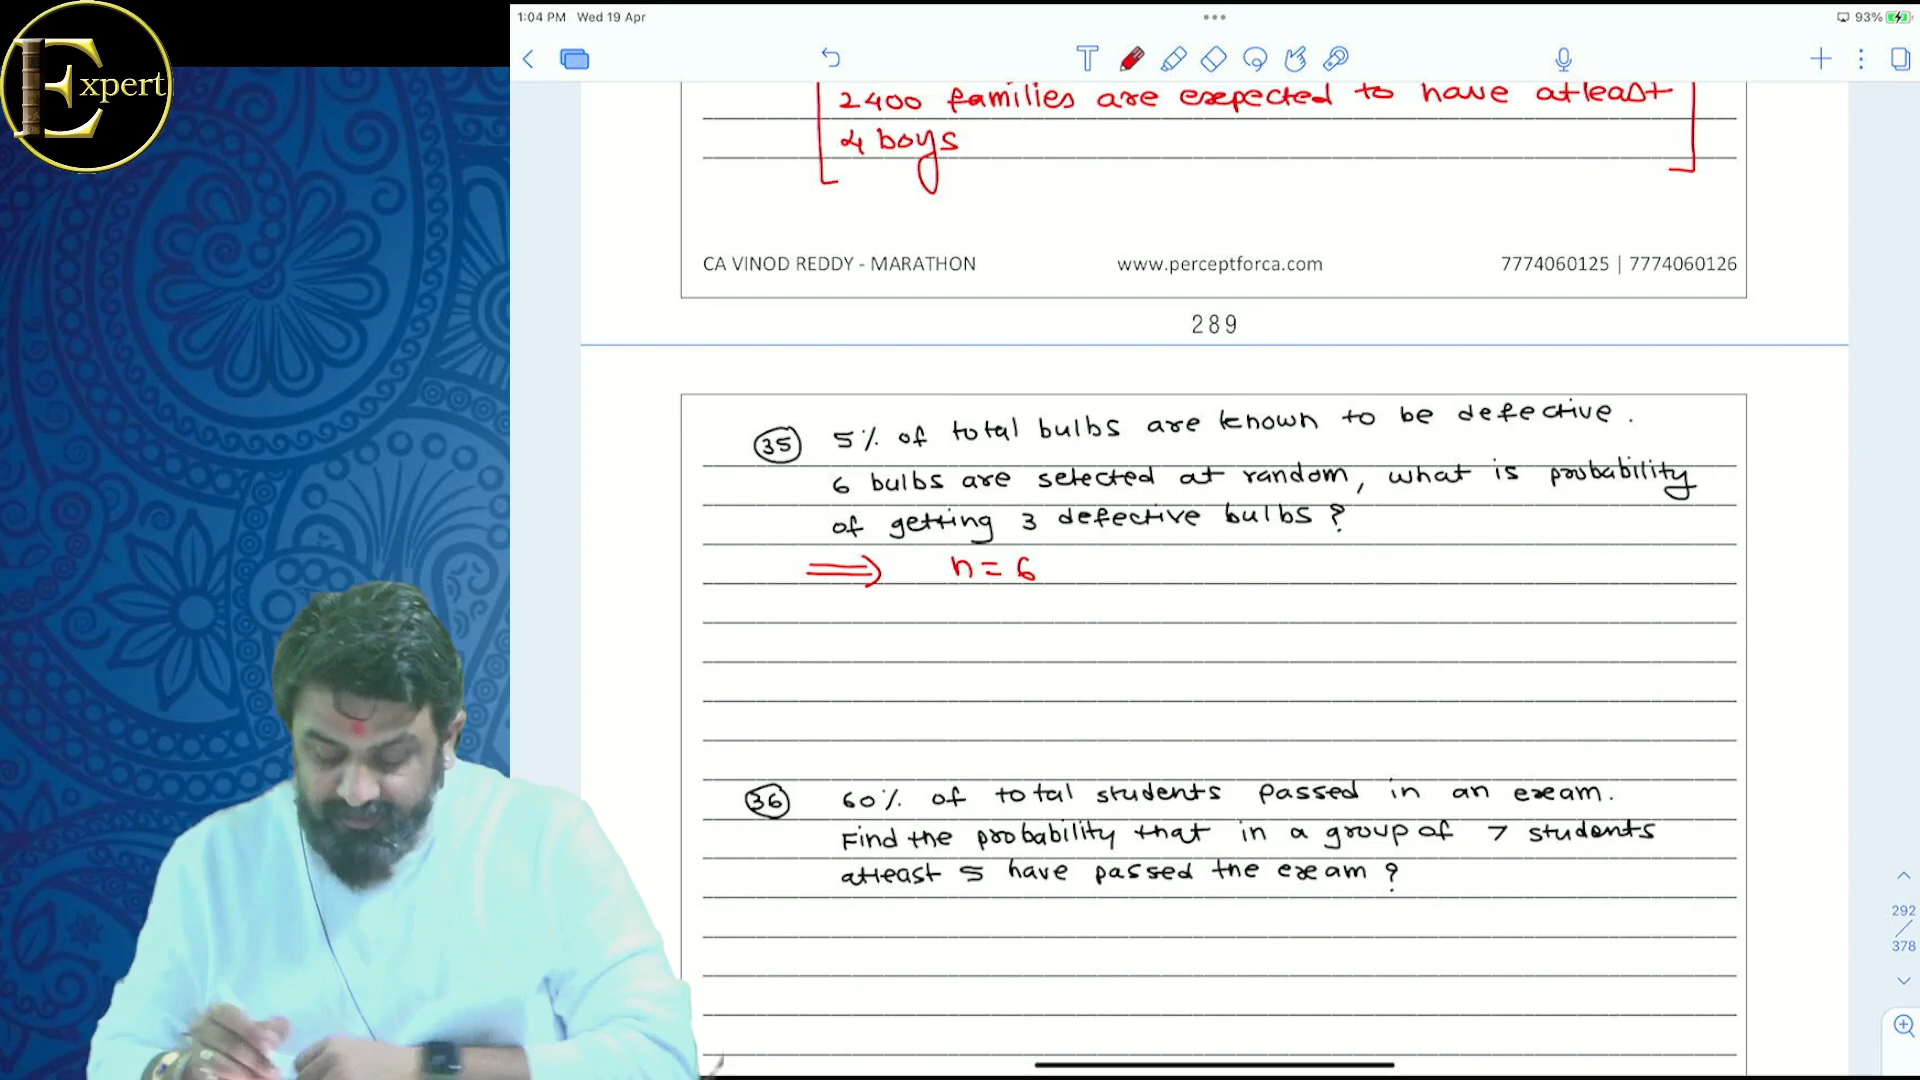 Expert
1:04 PM Wed 19 Apr
93%
2400 families are expected to have atleast
4 boys
CA VINOD REDDY - MARATHON www.perceptforca.com 7774060125 | 7774060126
289
35 5% of total bulbs are known to be defective.
6 bulbs are selected at random, what is probability
of getting 3 defective bulbs?
⇒ n = 6
36 60% of total students passed in an exam.
Find the probability that in a group of 7 students
atleast 5 have passed the exam?
292
378